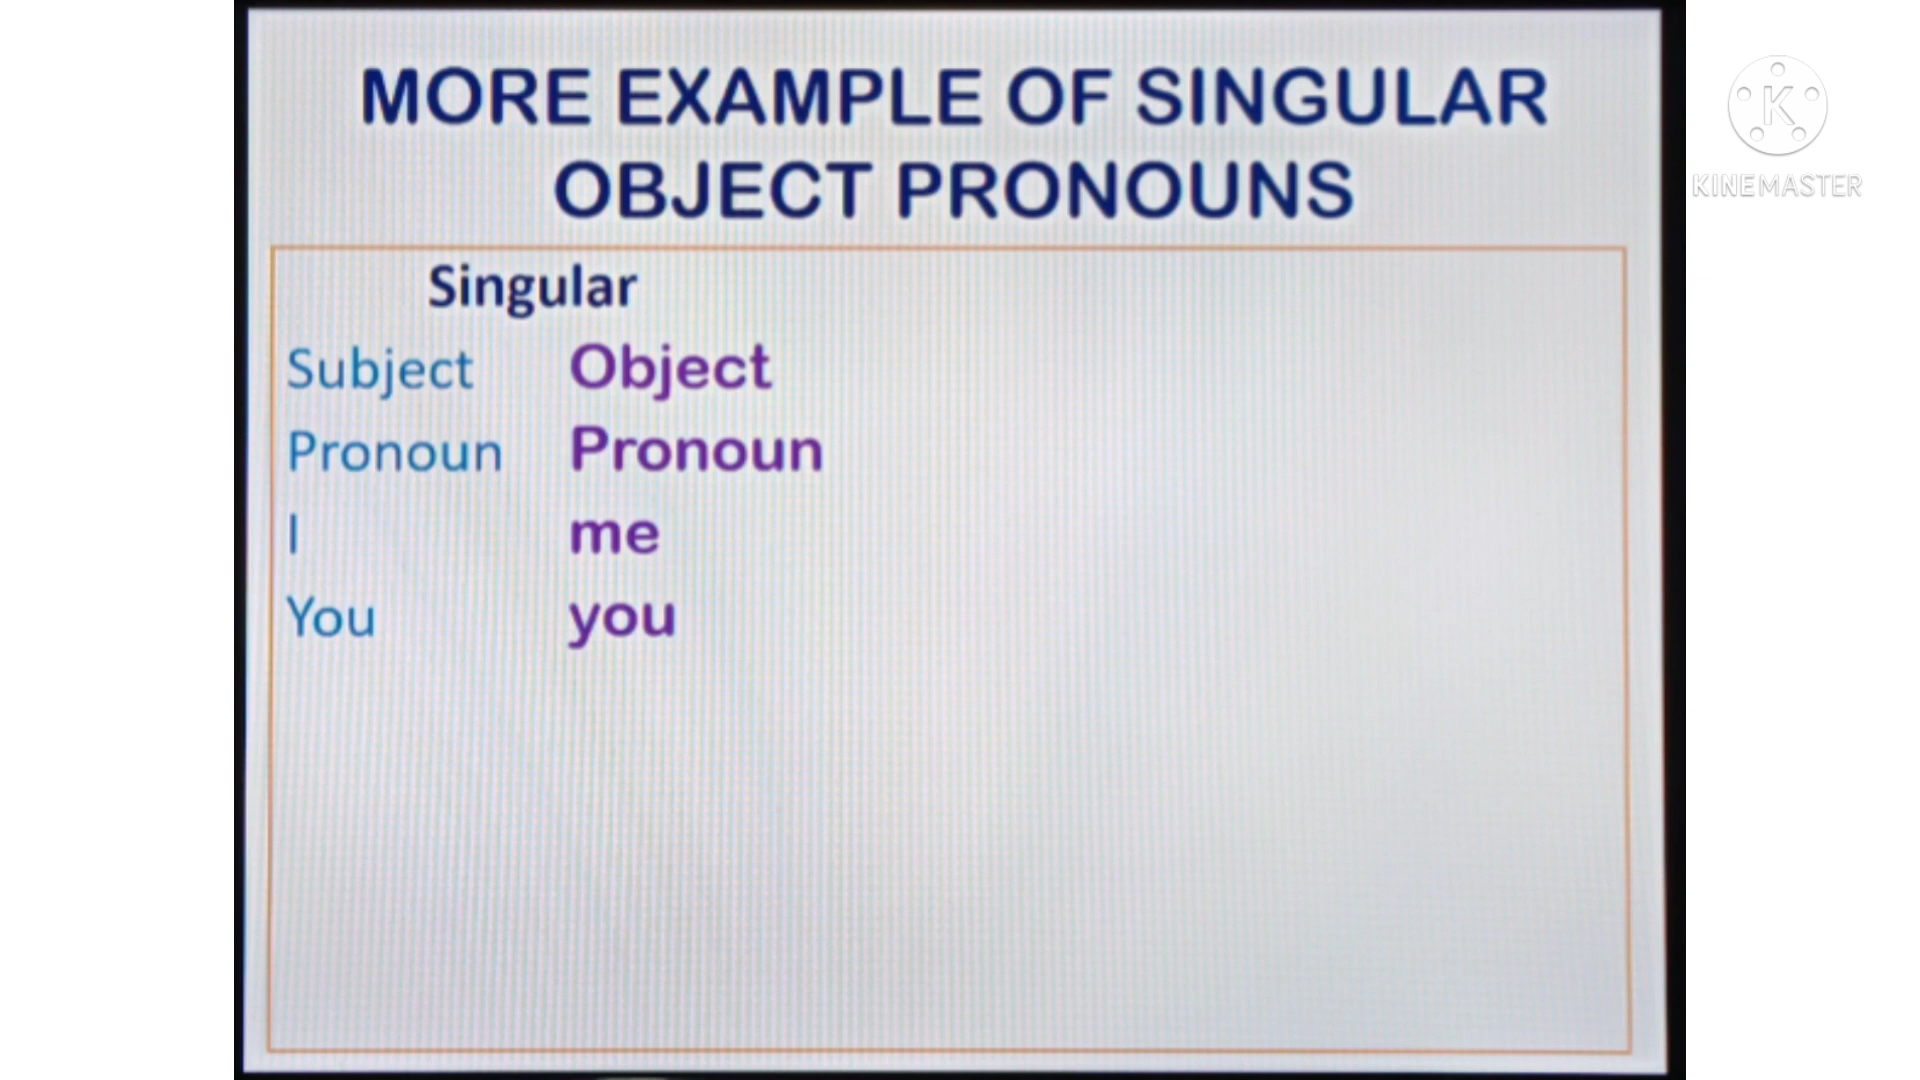 MORE EXAMPLE OF SINGULAR
OBJECT PRONOUNS
Singular
Subject Object
Pronoun Pronoun
I me
You you
K
KINEMASTER